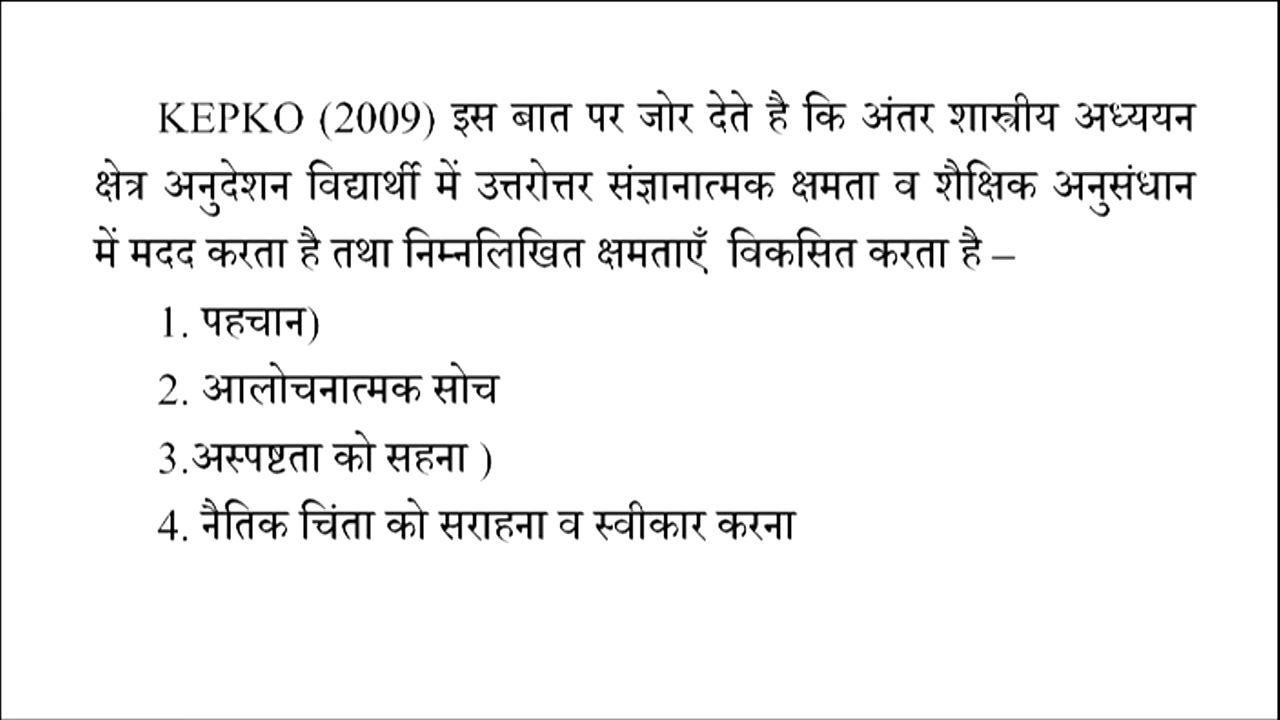 KEPKO (2009) इस बात पर जोर देते है कि अंतर शास्त्रीय अध्ययन
क्षेत्र अनुदेशन विद्यार्थी में उत्तरोत्तर संज्ञानात्मक क्षमता व शैक्षिक अनुसंधान
में मदद करता है तथा निम्नलिखित क्षमताएँ विकसित करता है –
1. पहचान)
2. आलोचनात्मक सोच
3.अस्पष्टता को सहना )
4. नैतिक चिंता को सराहना व स्वीकार करना